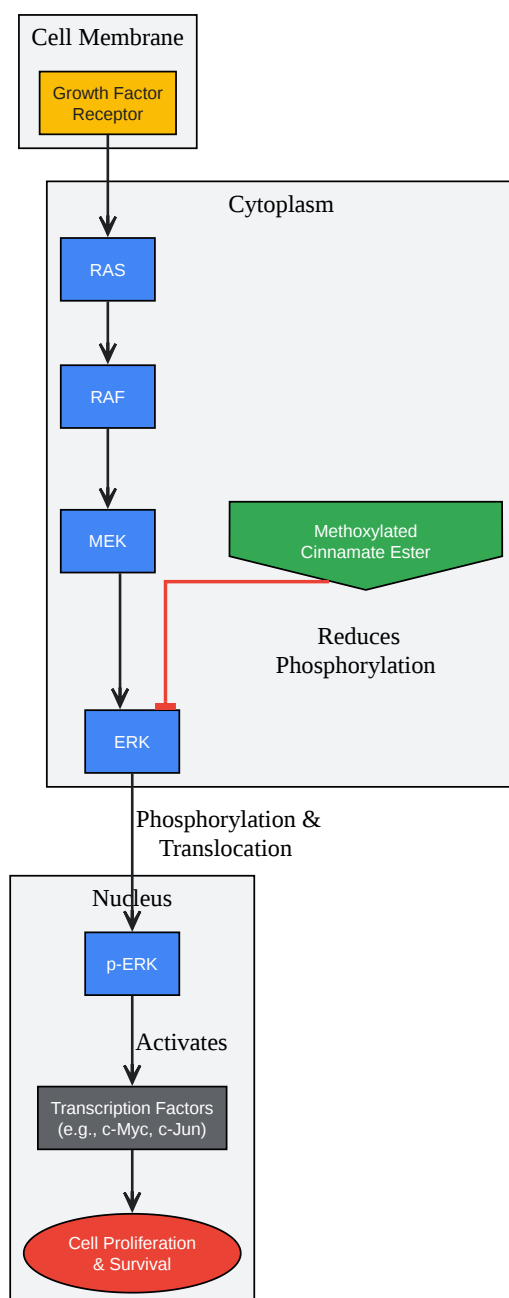 Cell Membrane
Growth Factor
Receptor
Cytoplasm
RAS
RAF
MEK
Methoxylated
Cinnamate Ester
Reduces
Phosphorylation
ERK
Phosphorylation &
Translocation
Nucleus
p-ERK
Activates
Transcription Factors
(e.g., c-Myc, c-Jun)
Cell Proliferation
& Survival